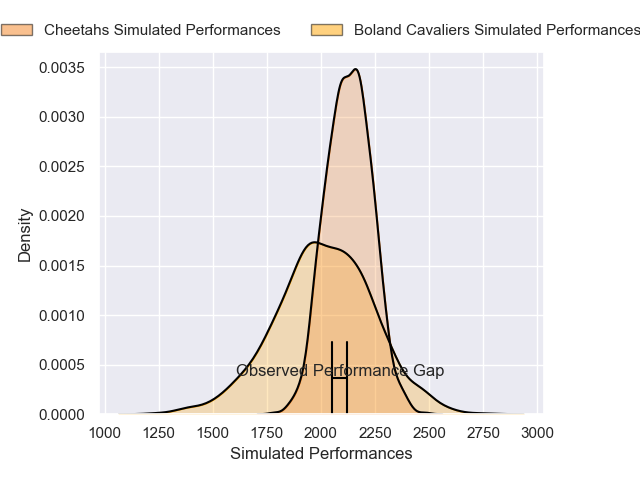 Cheetahs Simulated Performances
Boland Cavaliers Simulated Performances
0.0035
0.0030
0.0025
0.0020
0.0015
0.0010
0.0005
0.0000
Density
Observed Performance Gap
1000 1250 1500 1750 2000 2250 2500 2750 3000
Simulated Performances